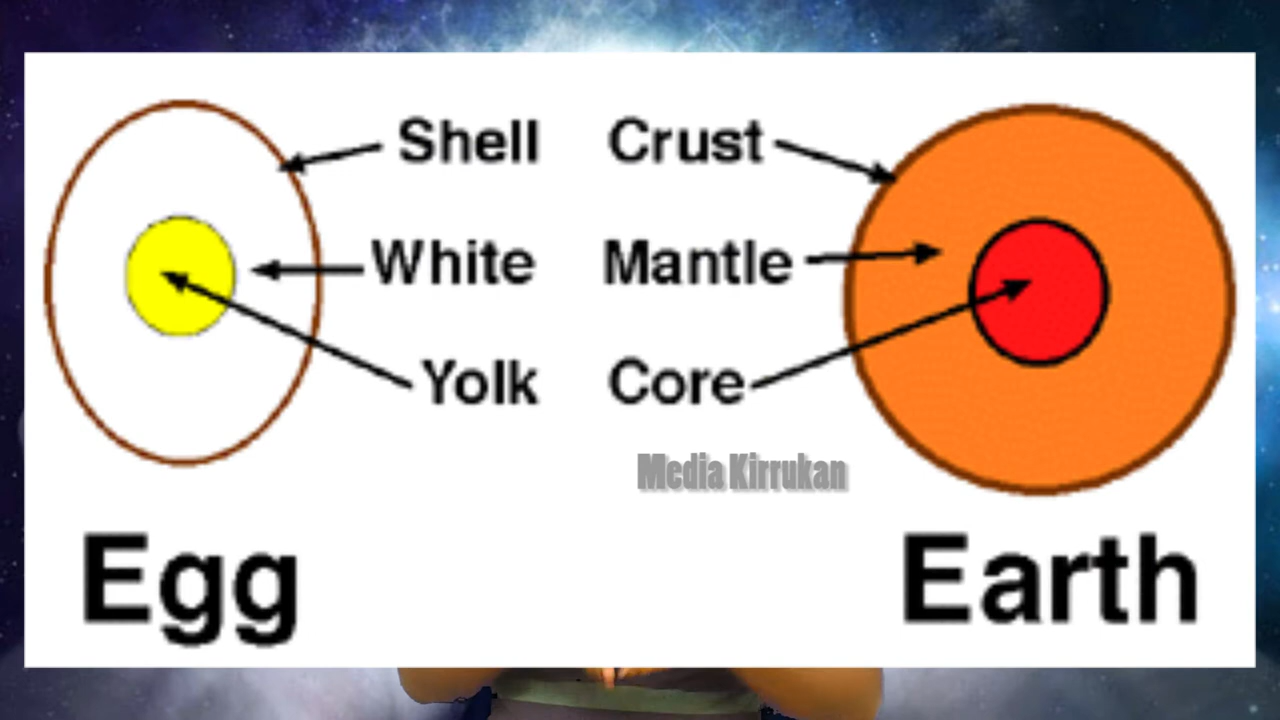 Shell Crust
White Mantle
Yolk Core
Media Kirrukan
Egg Earth